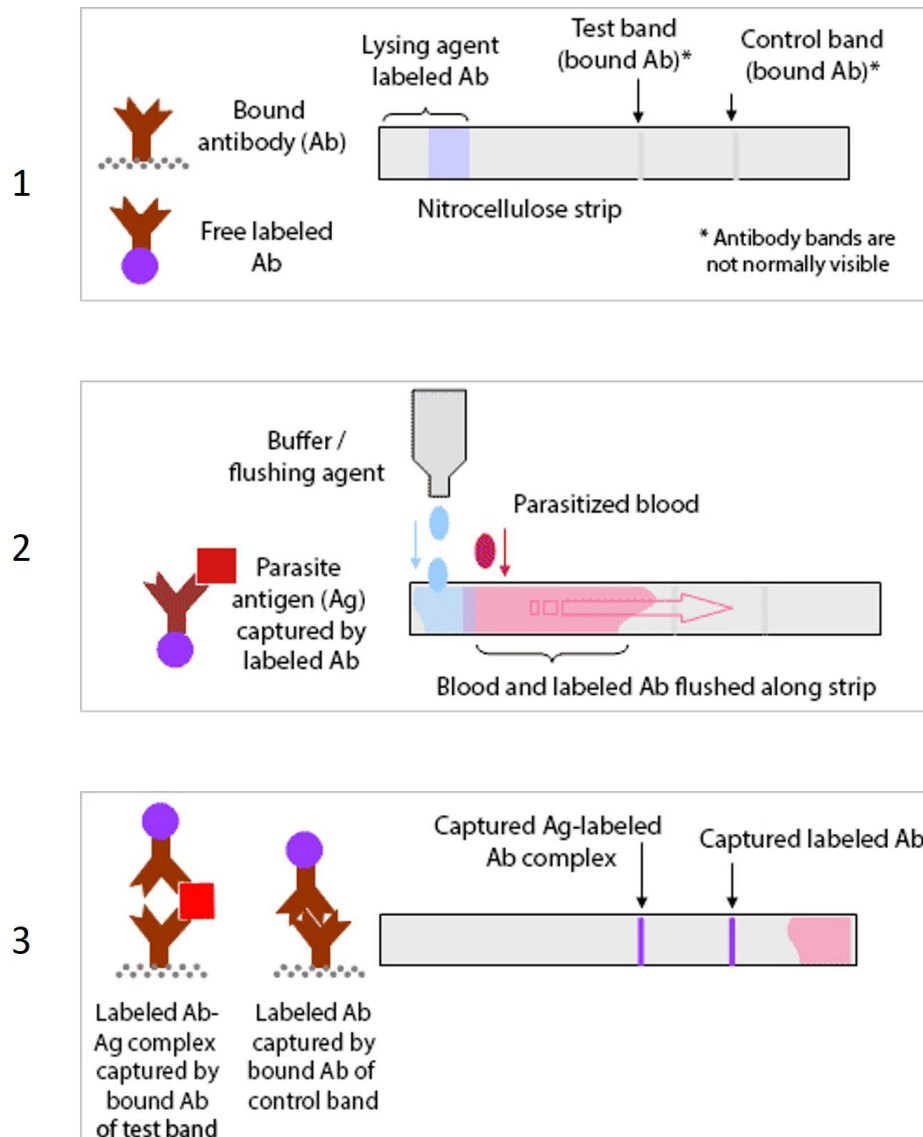 1
Lysing agent
labeled Ab
Test band
(bound Ab)*
Control band
(bound Ab)*
Bound
antibody (Ab)
Free labeled
Ab
Nitrocellulose strip
* Antibody bands are
not normally visible
2
Buffer /
flushing agent
Parasitized blood
Parasite
antigen (Ag)
captured by
labeled Ab
Blood and labeled Ab flushed along strip
3
Captured Ag-labeled
Ab complex
Captured labeled Ab
Labeled Ab-
Ag complex
captured by
bound Ab
of test band
Labeled Ab
captured by
bound Ab of
control band